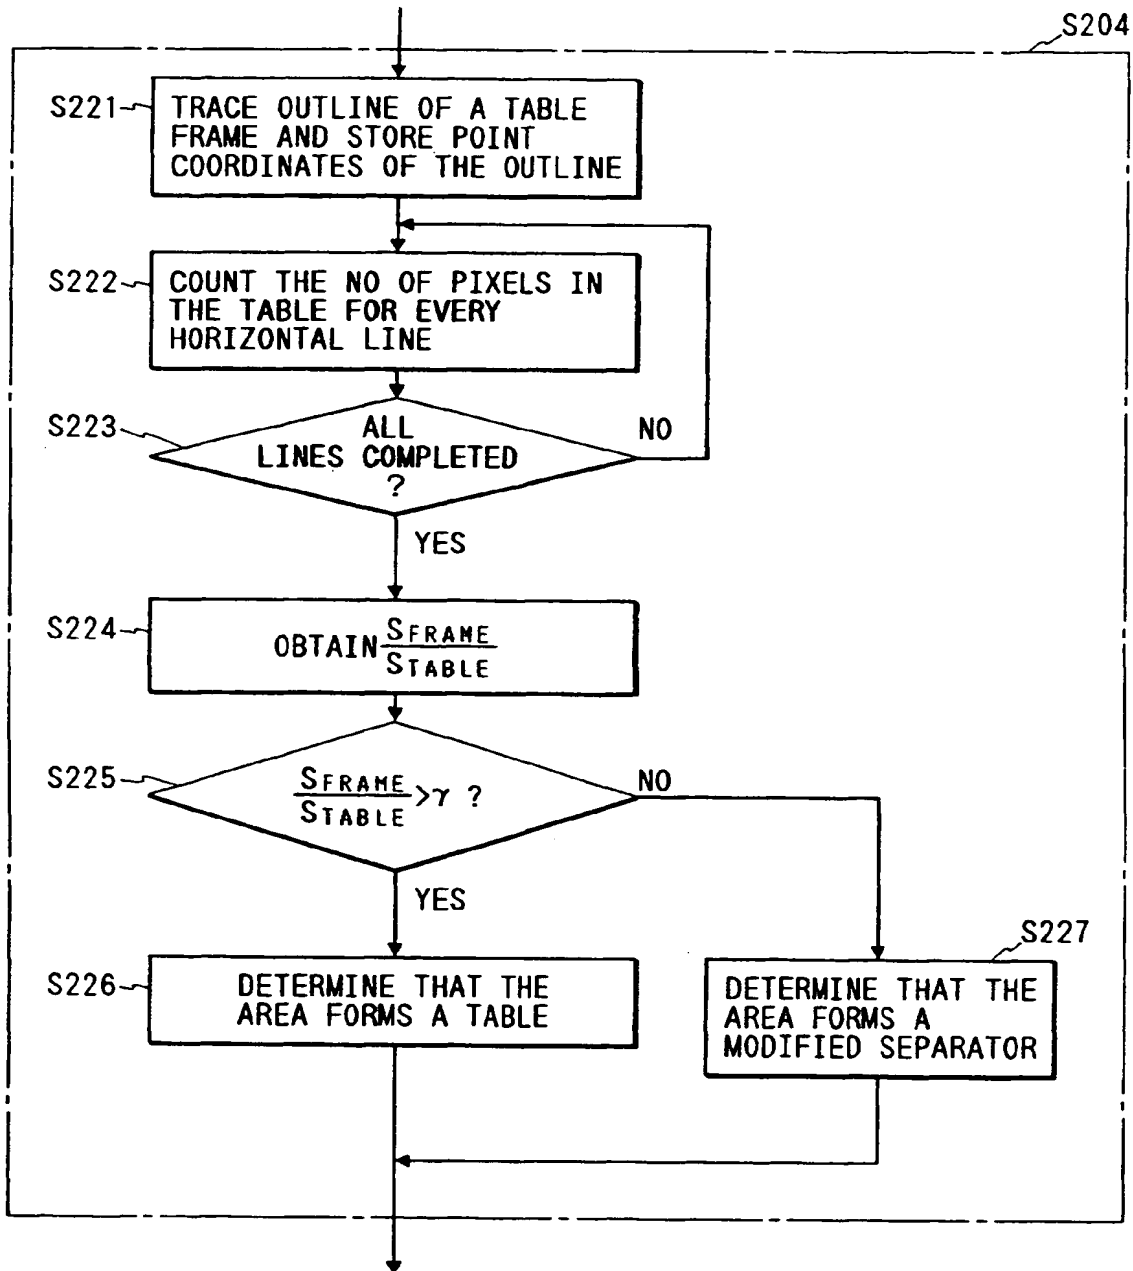 S204
S221
TRACE OUTLINE OF A TABLE
FRAME AND STORE POINT
COORDINATES OF THE OUTLINE
S222
COUNT THE NO OF PIXELS IN
THE TABLE FOR EVERY
HORIZONTAL LINE
S223
ALL
LINES COMPLETED
?
NO
YES
S224
OBTAIN SFRAME
STABLE
S225
SFRAME
STABLE >γ ?
NO
YES
S226
DETERMINE THAT THE
AREA FORMS A TABLE
S227
DETERMINE THAT THE
AREA FORMS A
MODIFIED SEPARATOR